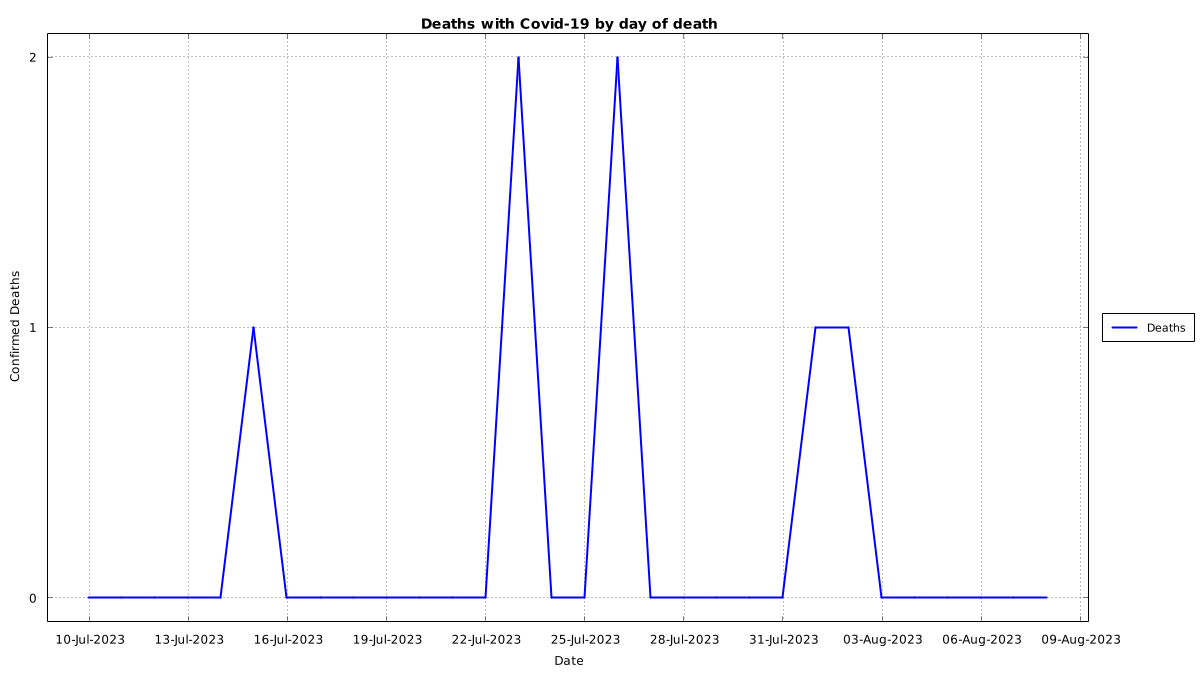 Deaths with Covid-19 by day of death
2
1
0
Confirmed Deaths
10-Jul-2023 13-Jul-2023 16-Jul-2023 19-Jul-2023 22-Jul-2023 25-Jul-2023 28-Jul-2023 31-Jul-2023 03-Aug-2023 06-Aug-2023 09-Aug-2023
Date
Deaths